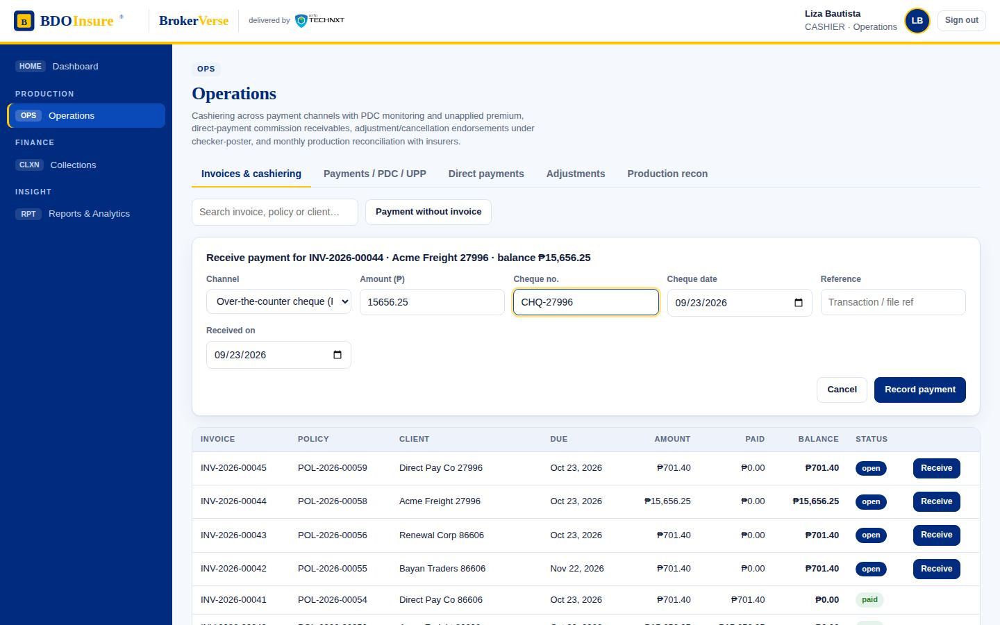 B BDOInsure ®
BrokerVerse
delivered by
TECHNXT
Liza Bautista
CASHIER · Operations
LB
Sign out
HOME Dashboard
PRODUCTION
OPS Operations
FINANCE
CLXN Collections
INSIGHT
RPT Reports & Analytics
OPS
Operations
Cashiering across payment channels with PDC monitoring and unapplied premium,
direct-payment commission receivables, adjustment/cancellation endorsements under
checker-poster, and monthly production reconciliation with insurers.
Invoices & cashiering Payments / PDC / UPP Direct payments Adjustments Production recon
Search invoice, policy or client… Payment without invoice
Receive payment for INV-2026-00044 · Acme Freight 27996 · balance ₱15,656.25
Channel Amount (₱) Cheque no. Cheque date Reference
Over-the-counter cheque ( 15656.25 CHQ-27996 09/23/2026 Transaction / file ref
Received on
09/23/2026
Cancel Record payment
INVOICE POLICY CLIENT DUE AMOUNT PAID BALANCE STATUS
INV-2026-00045 POL-2026-00059 Direct Pay Co 27996 Oct 23, 2026 ₱701.40 ₱0.00 ₱701.40 open Receive
INV-2026-00044 POL-2026-00058 Acme Freight 27996 Oct 23, 2026 ₱15,656.25 ₱0.00 ₱15,656.25 open Receive
INV-2026-00043 POL-2026-00056 Renewal Corp 86606 Oct 23, 2026 ₱701.40 ₱0.00 ₱701.40 open Receive
INV-2026-00042 POL-2026-00055 Bayan Traders 86606 Nov 22, 2026 ₱701.40 ₱0.00 ₱701.40 open Receive
INV-2026-00041 POL-2026-00054 Direct Pay Co 86606 Oct 23, 2026 ₱701.40 ₱701.40 ₱0.00 paid